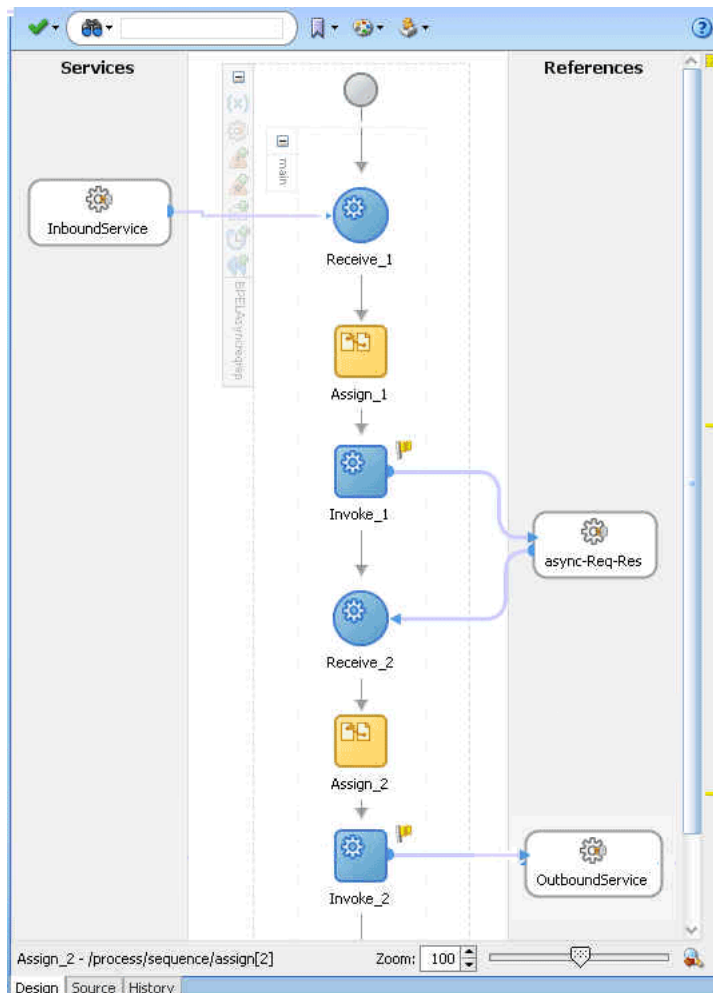 Services
References
main
InboundService
Receive_1
BPELAsyncreqrep
Assign_1
Invoke_1
async-Req-Res
Receive_2
Assign_2
Invoke_2
OutboundService
Assign_2 - /process/sequence/assign[2]
Zoom: 100
Design Source History